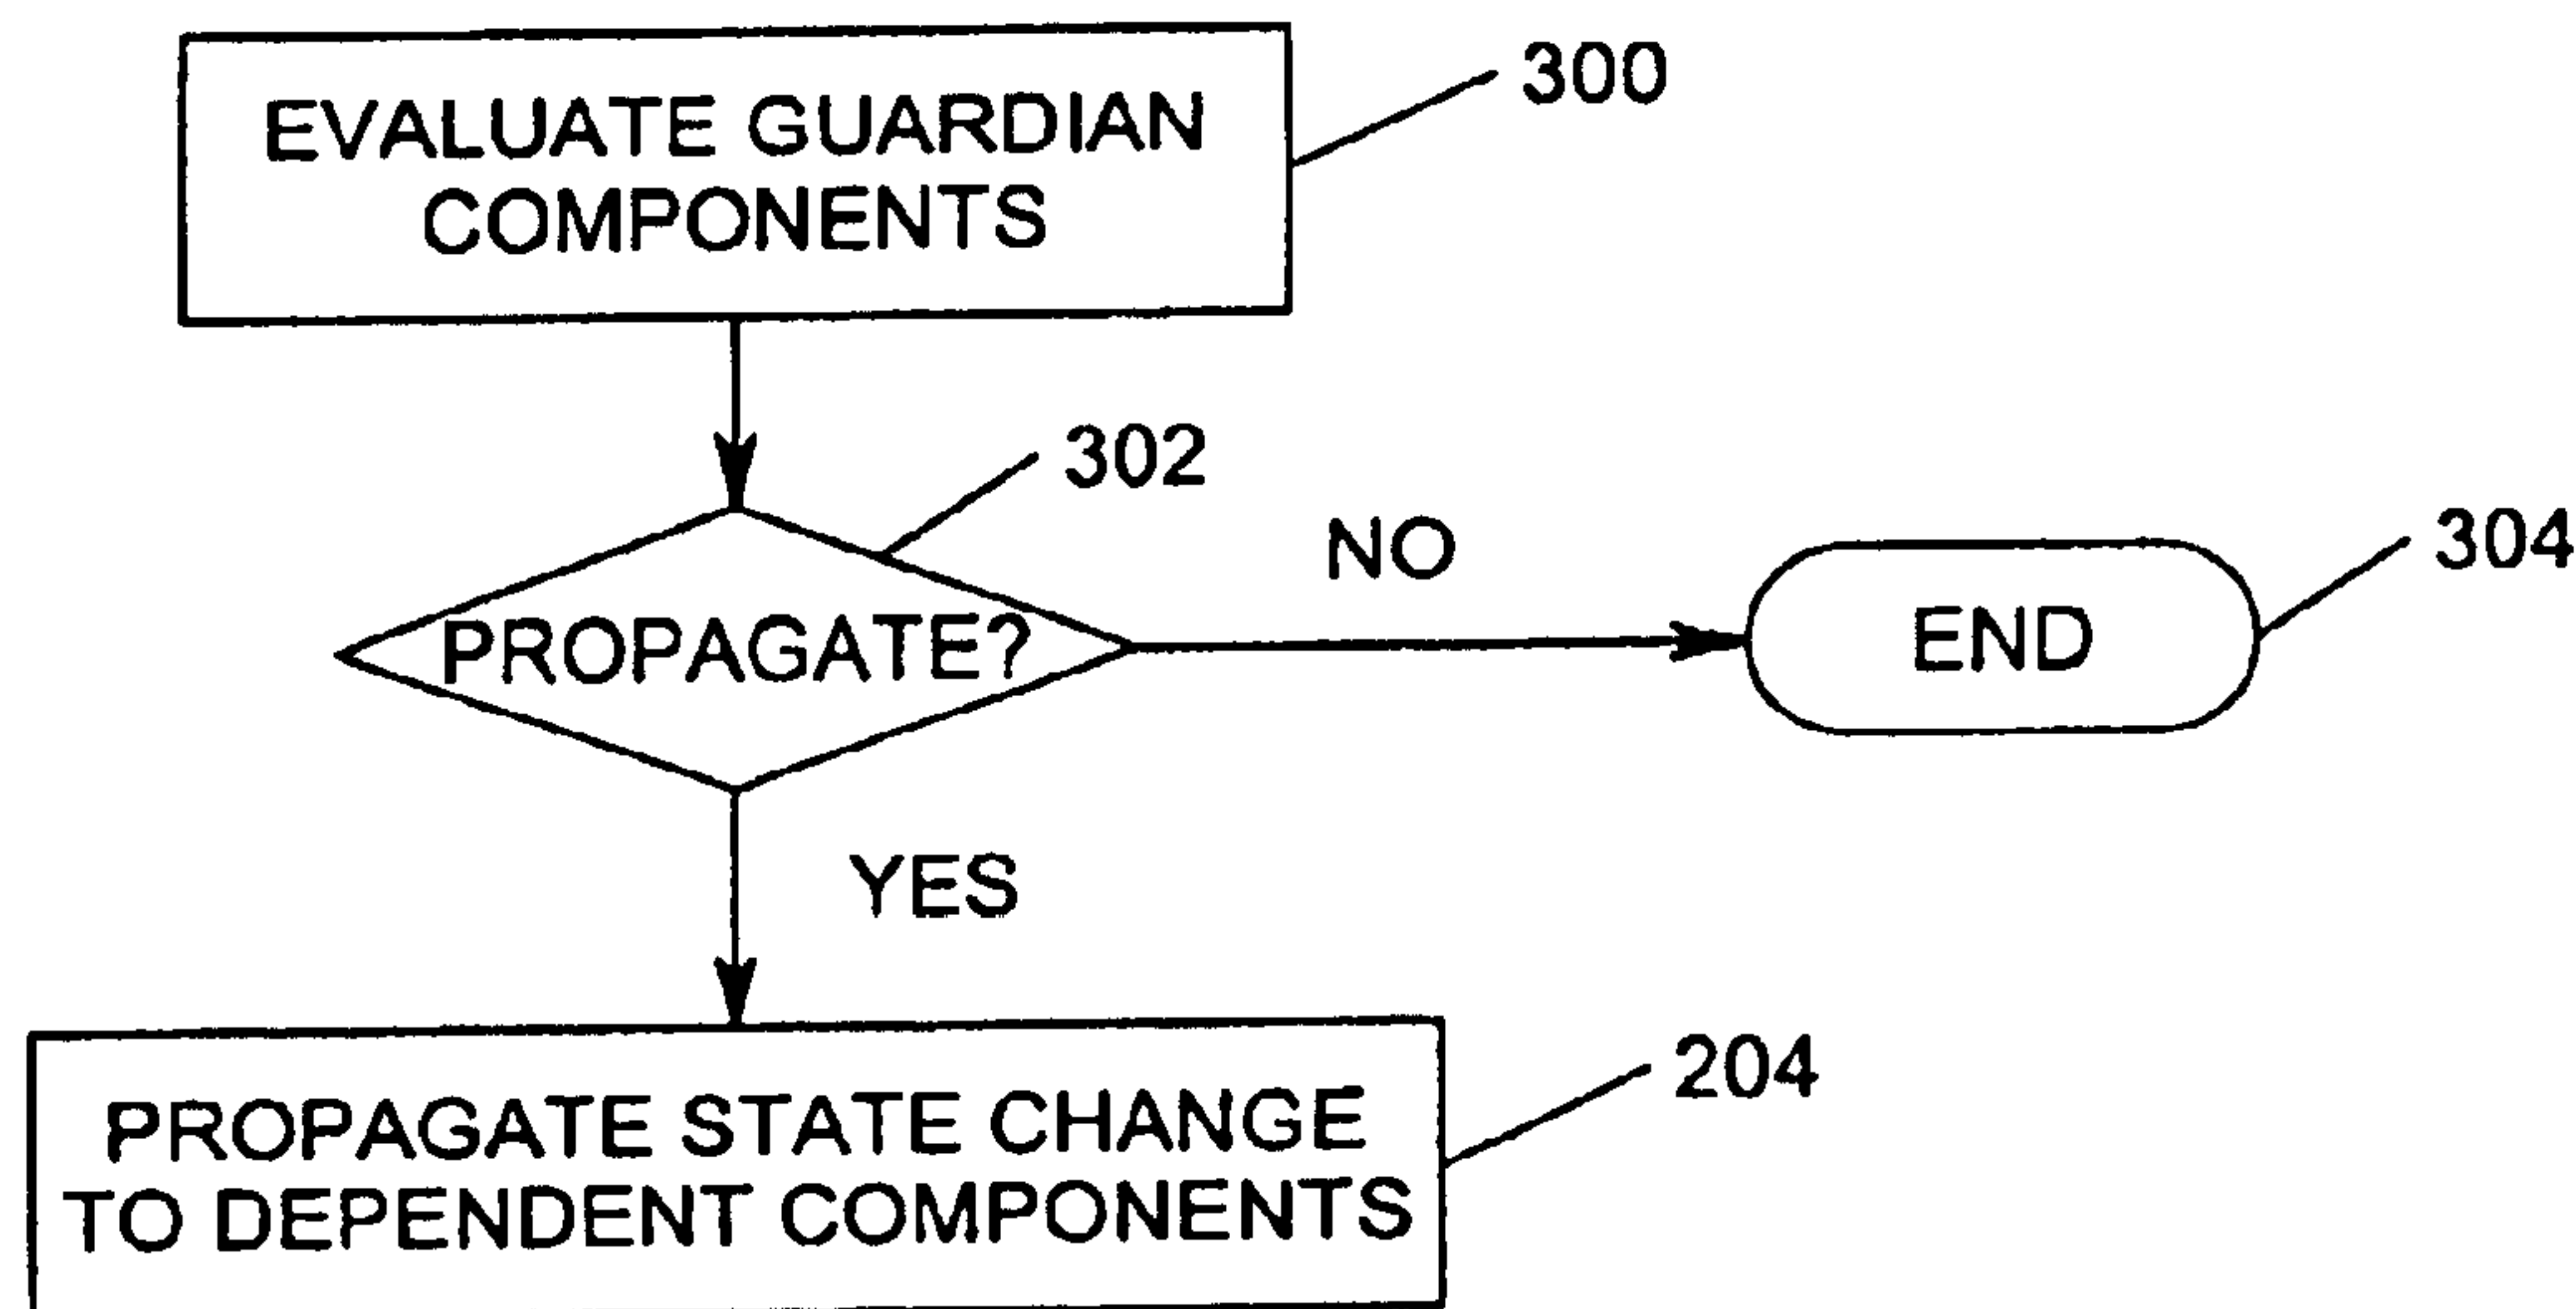 EVALUATE GUARDIAN
COMPONENTS
300
302
PROPAGATE?
NO
END
304
YES
PROPAGATE STATE CHANGE
TO DEPENDENT COMPONENTS
204